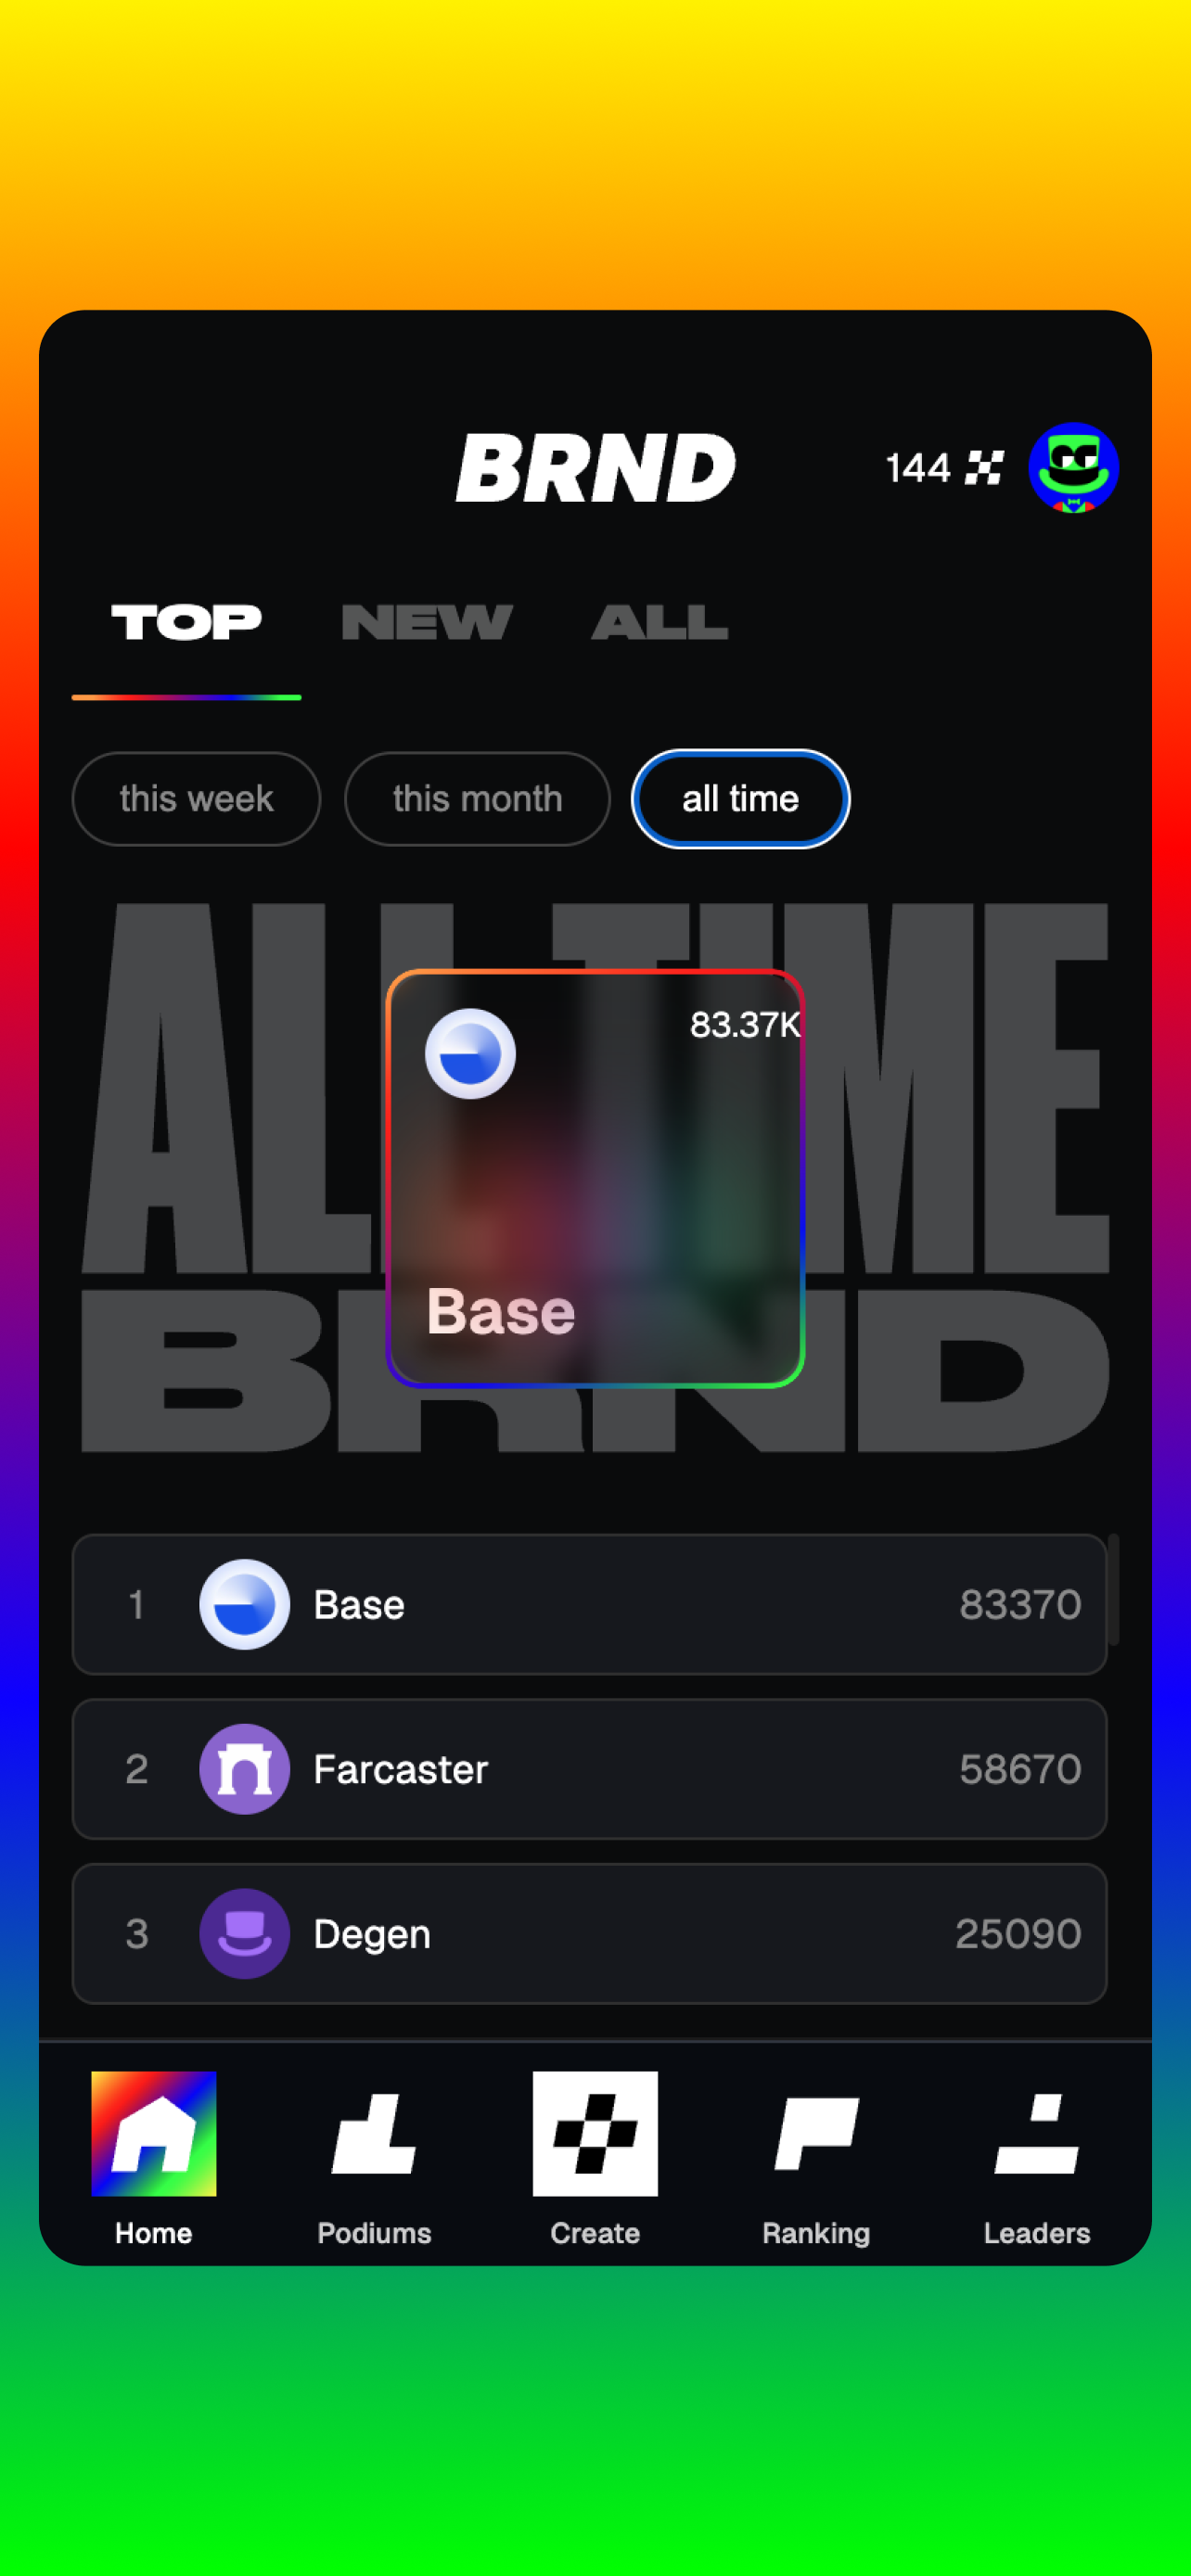 BRND
144
TOP NEW ALL
this week this month all time
ALL TIME
BRND
83.37K
Base
1 Base 83370
2 Farcaster 58670
3 Degen 25090
Home Podiums Create Ranking Leaders